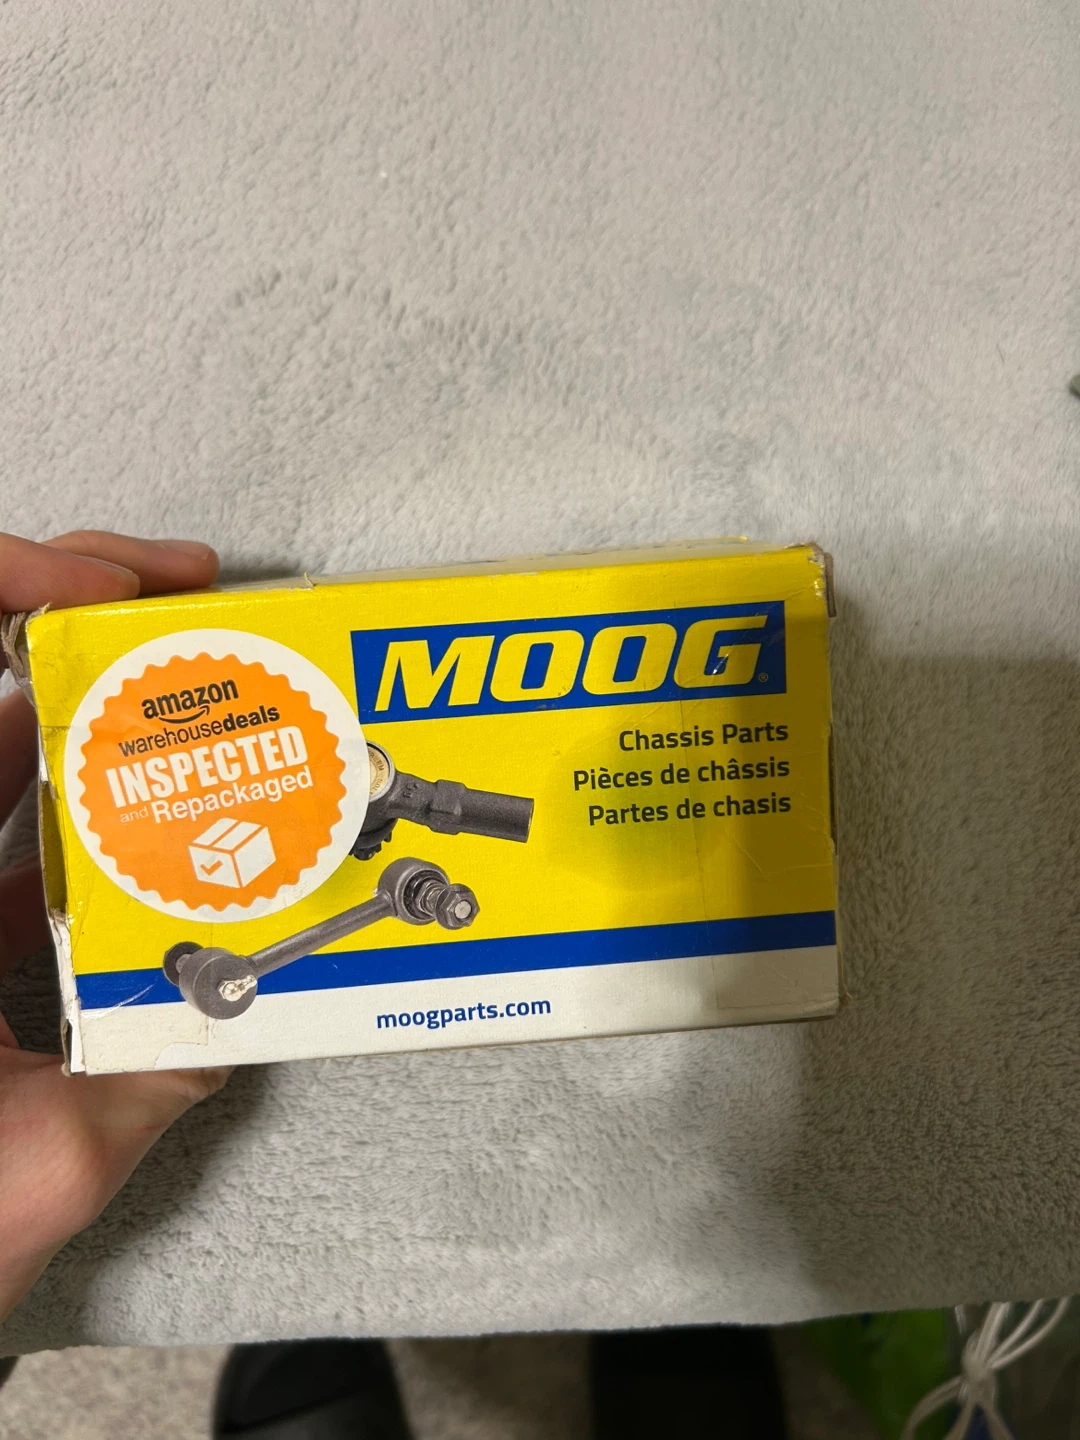 MOOG®
Chassis Parts
Pièces de châssis
Partes de chasis
amazon
warehousedeals
INSPECTED
and Repackaged
moogparts.com